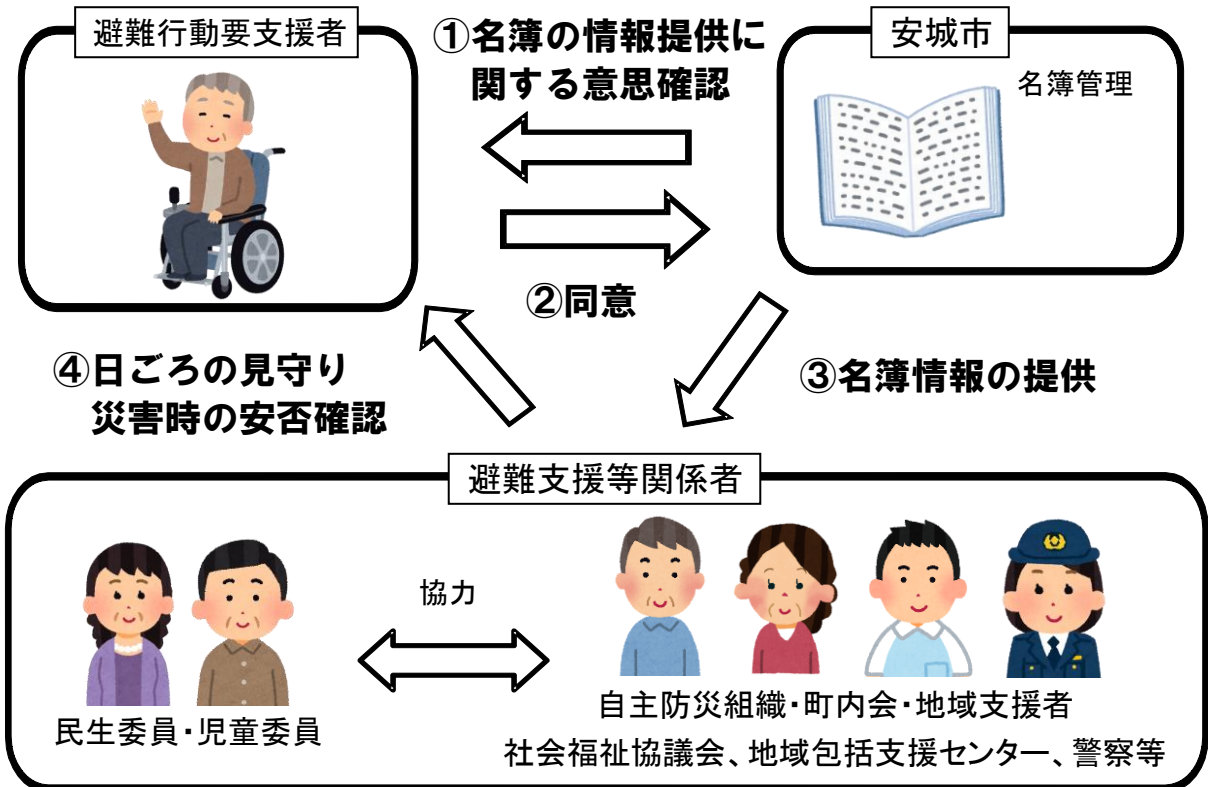 避難行動要支援者
①名簿の情報提供に
関する意思確認
安城市
名簿管理
②同意
③名簿情報の提供
④日ごろの見守り
災害時の安否確認
避難支援等関係者
協力
民生委員・児童委員
自主防災組織・町内会・地域支援者
社会福祉協議会、地域包括支援センター、警察等